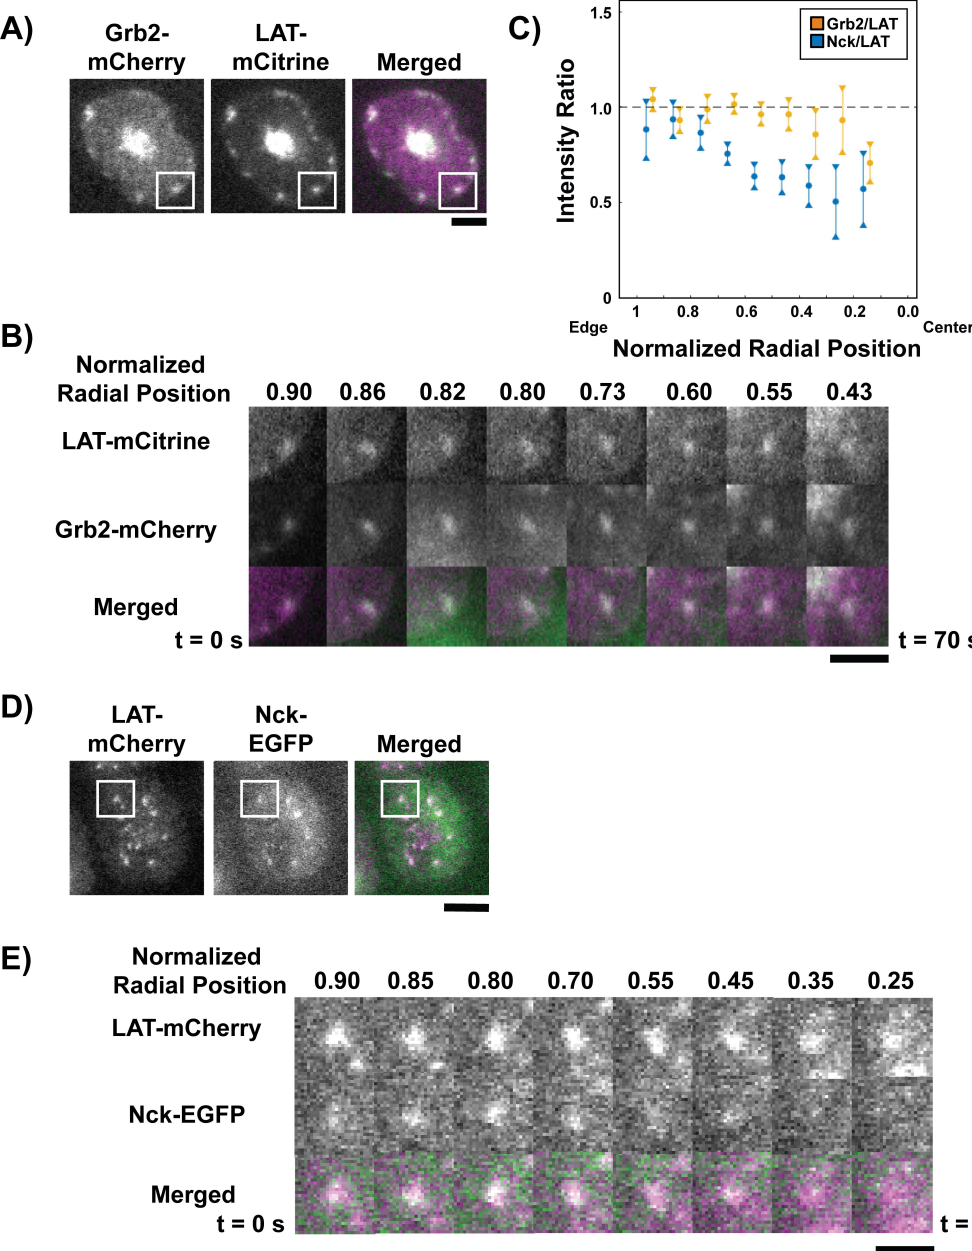 A)
Grb2-
mCherry
LAT-
mCitrine
Merged
C)
Intensity Ratio
1.5
1.0
0.5
0
Grb2/LAT
Nck/LAT
1 0.8 0.6 0.4 0.2 0.0
Edge
Center
Normalized Radial Position
B)
Normalized
Radial Position
0.90 0.86 0.82 0.80 0.73 0.60 0.55 0.43
LAT-mCitrine
Grb2-mCherry
Merged
t = 0 s
t = 70 s
D)
LAT-
mCherry
Nck-
EGFP
Merged
E)
Normalized
Radial Position
0.90 0.85 0.80 0.70 0.55 0.45 0.35 0.25
LAT-mCherry
Nck-EGFP
Merged
t = 0 s
t =